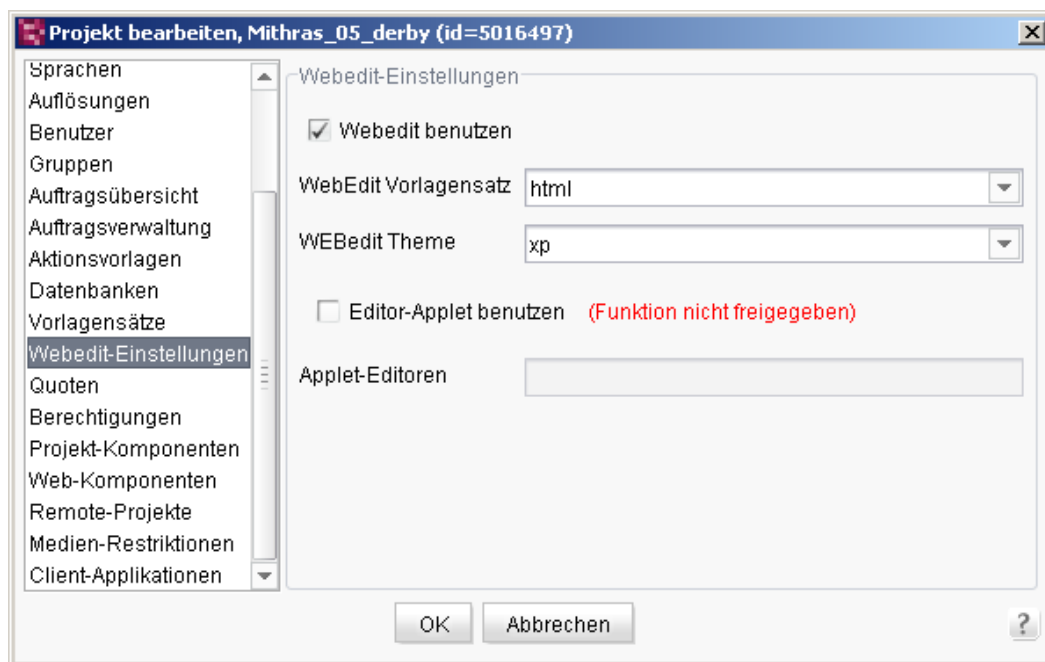 Projekt bearbeiten, Mithras_05_derby (id=5016497)
Sprachen
Auflösungen
Benutzer
Gruppen
Auftragsübersicht
Auftragsverwaltung
Aktionsvorlagen
Datenbanken
Vorlagensätze
Webedit-Einstellungen
Quoten
Berechtigungen
Projekt-Komponenten
Web-Komponenten
Remote-Projekte
Medien-Restriktionen
Client-Applikationen
Webedit-Einstellungen
Webedit benutzen
WebEdit Vorlagensatz html
WEBedit Theme xp
Editor-Applet benutzen (Funktion nicht freigegeben)
Applet-Editoren
OK Abbrechen ?